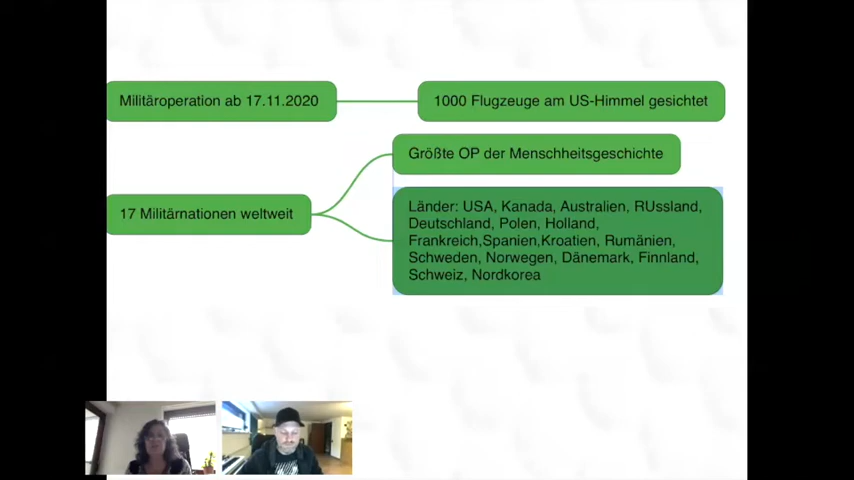 Militäroperation ab 17.11.2020
1000 Flugzeuge am US-Himmel gesichtet
Größte OP der Menschheitsgeschichte
17 Militärnationen weltweit
Länder: USA, Kanada, Australien, RUssland,
Deutschland, Polen, Holland,
Frankreich,Spanien,Kroatien, Rumänien,
Schweden, Norwegen, Dänemark, Finnland,
Schweiz, Nordkorea